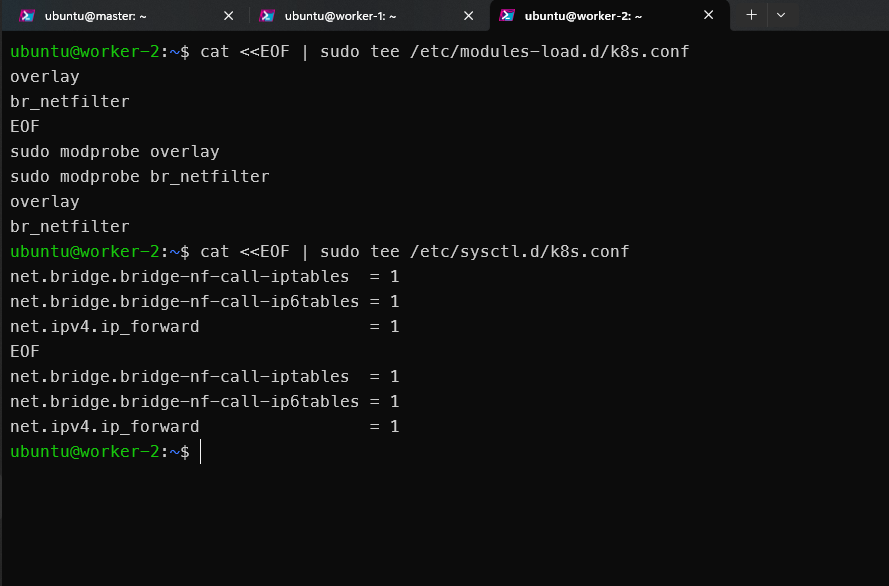 ubuntu@master: ~
ubuntu@worker-1: ~
ubuntu@worker-2: ~
ubuntu@worker-2:~$ cat <<EOF | sudo tee /etc/modules-load.d/k8s.conf
overlay
br_netfilter
EOF
sudo modprobe overlay
sudo modprobe br_netfilter
overlay
br_netfilter
ubuntu@worker-2:~$ cat <<EOF | sudo tee /etc/sysctl.d/k8s.conf
net.bridge.bridge-nf-call-iptables  = 1
net.bridge.bridge-nf-call-ip6tables = 1
net.ipv4.ip_forward                 = 1
EOF
net.bridge.bridge-nf-call-iptables  = 1
net.bridge.bridge-nf-call-ip6tables = 1
net.ipv4.ip_forward                 = 1
ubuntu@worker-2:~$